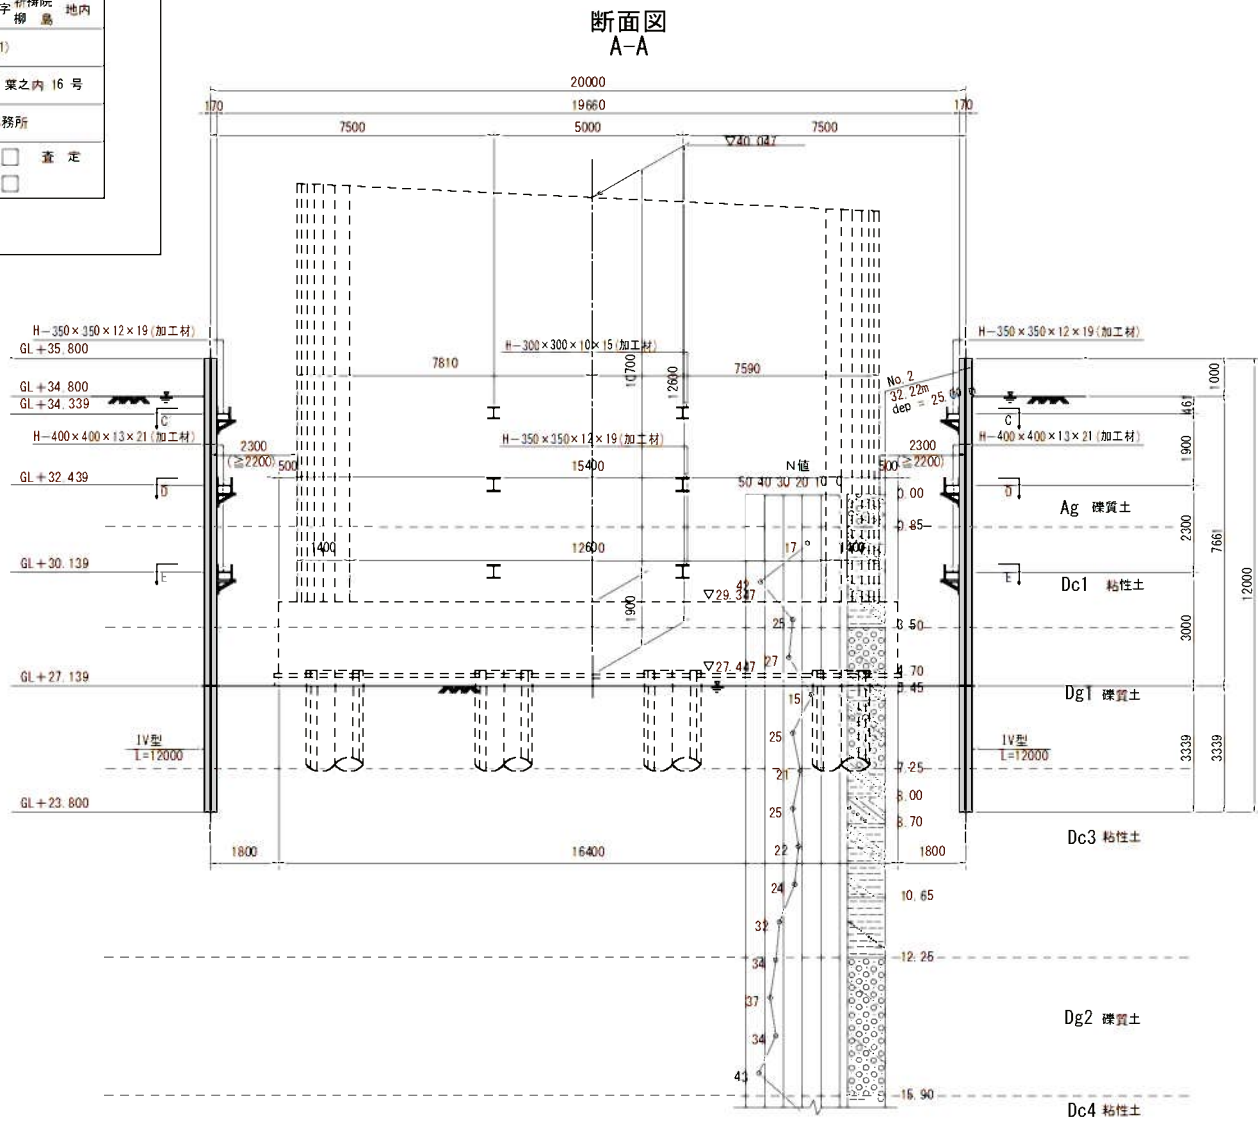 字 祈禱院 地内
柳 島
1)
葉之内 16 号
務所
査 定
断面図
A-A
20000
170 19660 170
7500 5000 7500
▽40.047
H-350×350×12×19(加工材)
GL+35.800
GL+34.800
GL+34.339
H-400×400×13×21(加工材)
GL+32.439
GL+30.139
GL+27.139
GL+23.800
IV型
L=12000
C
D
E
2300
(≧2200)
500
H-300×300×10×15(加工材)
7810 7590
10700
12600
H-350×350×12×19(加工材)
15400
1400 12600 1400
▽29.347
1900
▽27.447
No.2
32.22m
N値
50 40 30 20 10 0
17
42
25
27
15
25
21
25
22
24
32
34
37
34
43
0.00
0.85
3.50
4.70
7.25
8.00
8.70
10.65
12.25
15.90
H-350×350×12×19(加工材)
C
H-400×400×13×21(加工材)
2300
(≧2200)
500
D
E
IV型
L=12000
Ag 礫質土
Dc1 粘性土
Dg1 礫質土
Dc3 粘性土
Dg2 礫質土
Dc4 粘性土
1000
461
1900
2300
3000
3339
7661
3339
12000
1800 16400 1800